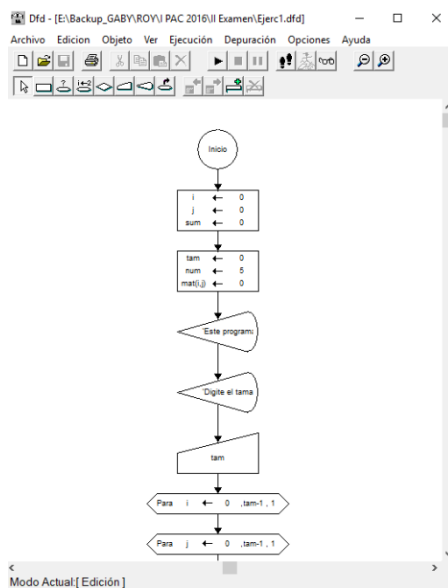 Dfd - [E:\Backup_GABY\ROY\I PAC 2016\II Examen\Ejerc1.dfd]
Archivo Edicion Objeto Ver Ejecución Depuración Opciones Ayuda
Inicio
i ← 0
j ← 0
sum ← 0
tam ← 0
num ← 5
mat(i,j) ← 0
'Este programa
'Digite el tama
tam
Para i ← 0 ,tam-1 , 1
Para j ← 0 ,tam-1 , 1
Modo Actual:[ Edición ]